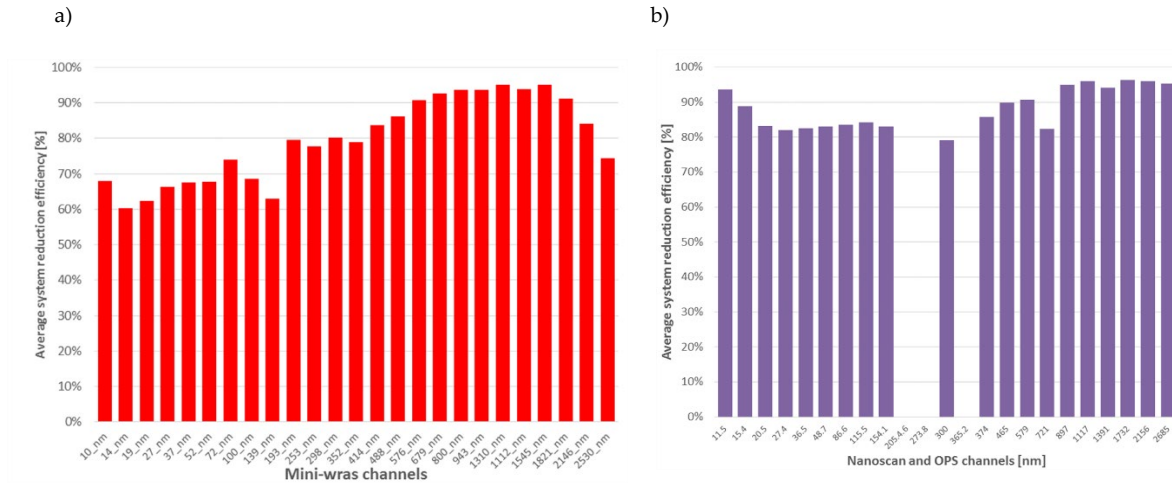 a)
100%
90%
80%
70%
60%
50%
40%
30%
20%
10%
0%
Average system reduction efficiency [%]
10_nm
14_nm
19_nm
27_nm
37_nm
52_nm
72_nm
100_nm
139_nm
193_nm
253_nm
298_nm
352_nm
414_nm
488_nm
576_nm
679_nm
800_nm
943_nm
1310_nm
1112_nm
1545_nm
1821_nm
2146_nm
2530_nm
Mini-wras channels
b)
100%
90%
80%
70%
60%
50%
40%
30%
20%
10%
0%
Average system reduction efficiency [%]
11.5
15.4
20.5
27.4
36.5
48.7
86.6
115.5
154.1
205.4.6
273.8
300
365.2
374
465
579
721
897
1117
1391
1732
2156
2685
Nanoscan and OPS channels [nm]